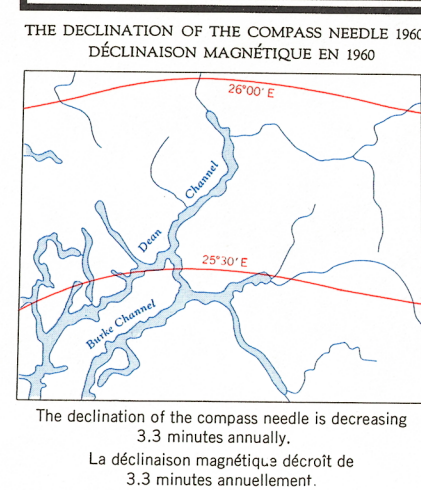 THE DECLINATION OF THE COMPASS NEEDLE 1960
DÉCLINAISON MAGNÉTIQUE EN 1960
26°00' E
Dean Channel
25°30' E
Burke Channel
The declination of the compass needle is decreasing
3.3 minutes annually.
La déclinaison magnétique décroît de
3.3 minutes annuellement.